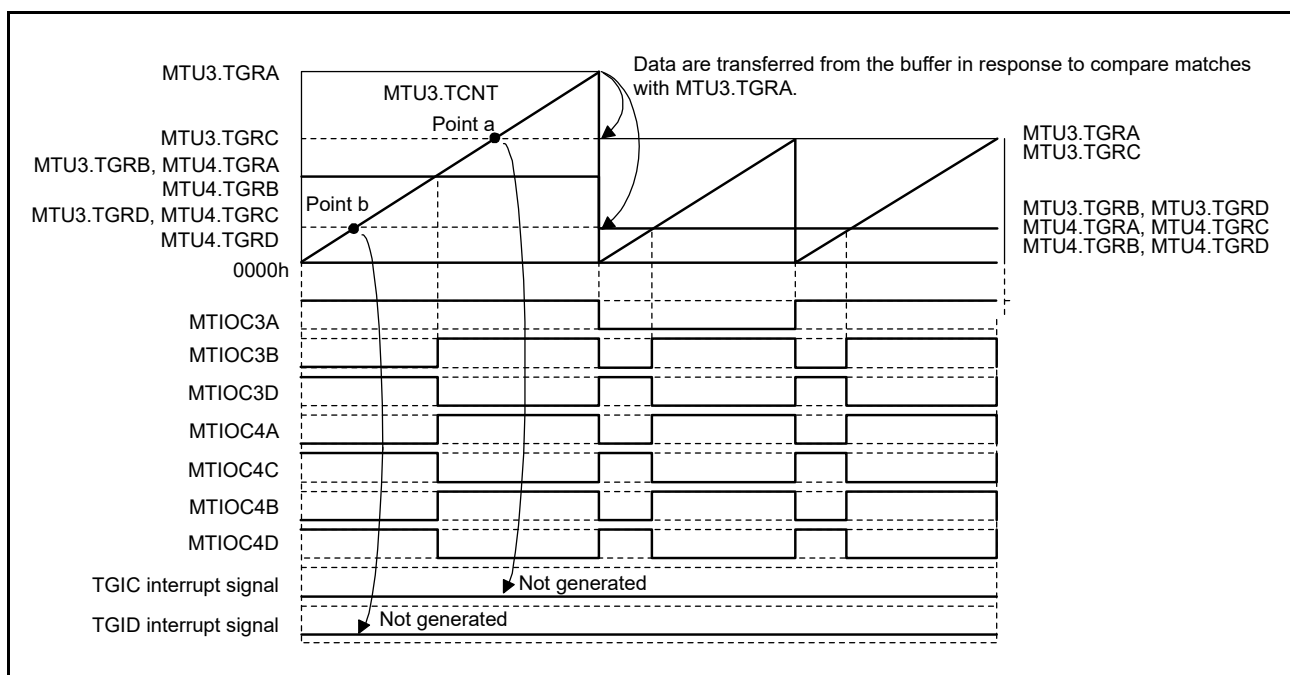 MTU3.TGRA
Data are transferred from the buffer in response to compare matches
with MTU3.TGRA.
MTU3.TCNT
Point a
MTU3.TGRC
MTU3.TGRA
MTU3.TGRC
MTU3.TGRB, MTU4.TGRA
MTU4.TGRB
Point b
MTU3.TGRD, MTU4.TGRC
MTU4.TGRD
MTU3.TGRB, MTU3.TGRD
MTU4.TGRA, MTU4.TGRC
MTU4.TGRB, MTU4.TGRD
0000h
MTIOC3A
MTIOC3B
MTIOC3D
MTIOC4A
MTIOC4C
MTIOC4B
MTIOC4D
TGIC interrupt signal
Not generated
TGID interrupt signal
Not generated